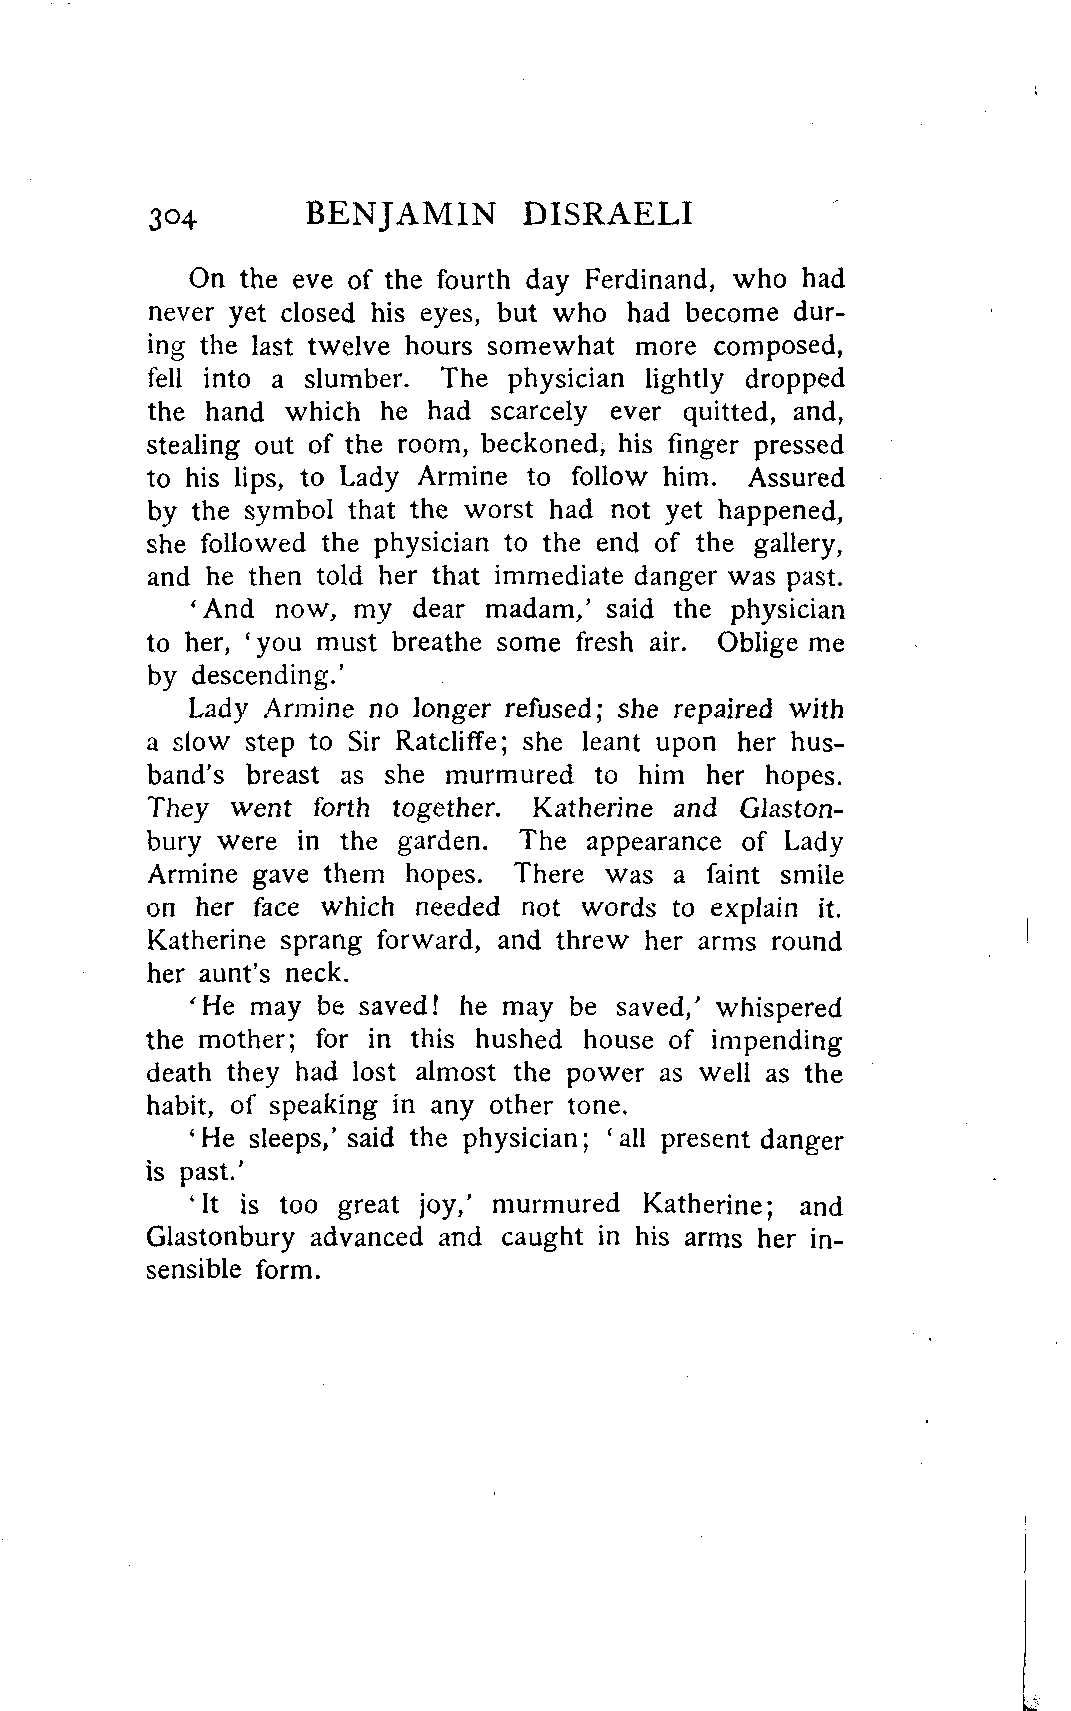 304 BENJAMIN DISRAELI
On the eve of the fourth day Ferdinand, who had
never yet closed his eyes, but who had become dur-
ing the last twelve hours somewhat more composed,
fell into a slumber. The physician lightly dropped
the hand which he had scarcely ever quitted, and,
stealing out of the room, beckoned, his finger pressed
to his lips, to Lady Armine to follow him. Assured
by the symbol that the worst had not yet happened,
she followed the physician to the end of the gallery,
and he then told her that immediate danger was past.
‘And now, my dear madam,’ said the physician
to her, ‘you must breathe some fresh air. Oblige me
by descending.’
Lady Armine no longer refused; she repaired with
a slow step to Sir Ratcliffe; she leant upon her hus-
band's breast as she murmured to him her hopes.
They went forth together. Katherine and Glaston-
bury were in the garden. The appearance of Lady
Armine gave them hopes. There was a faint smile
on her face which needed not words to explain it.
Katherine sprang forward, and threw her arms round
her aunt's neck.
‘He may be saved! he may be saved,’ whispered
the mother; for in this hushed house of impending
death they had lost almost the power as well as the
habit, of speaking in any other tone.
‘He sleeps,’ said the physician; ‘all present danger
is past.’
‘It is too great joy,’ murmured Katherine; and
Glastonbury advanced and caught in his arms her in-
sensible form.